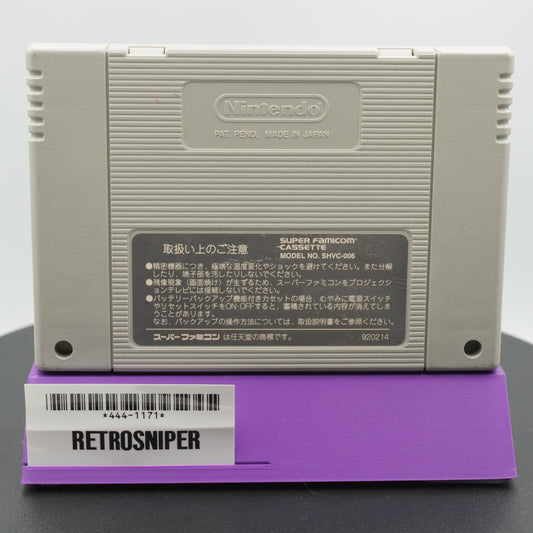 Nintendo
PAT. PEND. MADE IN JAPAN
取扱い上のご注意
SUPER FAMICOM
CASSETTE
MODEL NO. SHVC-006
●精密機器につき、極端な温度変化やショックを避けてください。また分解
したり、端子部を汚したりしないでください。
●残像現象(画面焼け)が生ずるため、スーパーファミコンをプロジェクシ
ョンテレビには接続しないでください。
●バッテリーバックアップ機能付きカセットの場合、むやみに電源スイッチ
やリセットスイッチをON-OFFすると、蓄積されている内容が消えてしま
うことがあります。
なお、バックアップの操作方法については、取扱説明書をご参照ください。
スーパーファミコンは任天堂の商標です。 920214
*444-1171*
RETROSNIPER